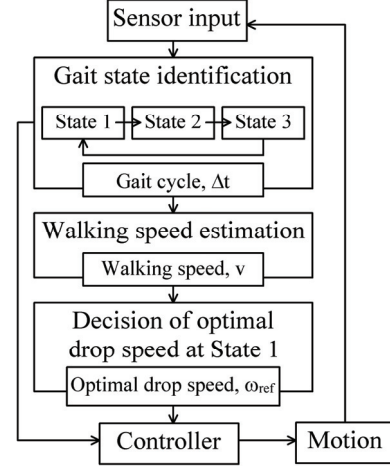 Sensor input
Gait state identification
State 1
State 2
State 3
Gait cycle, Δt
Walking speed estimation
Walking speed, v
Decision of optimal
drop speed at State 1
Optimal drop speed, ωref
Controller
Motion